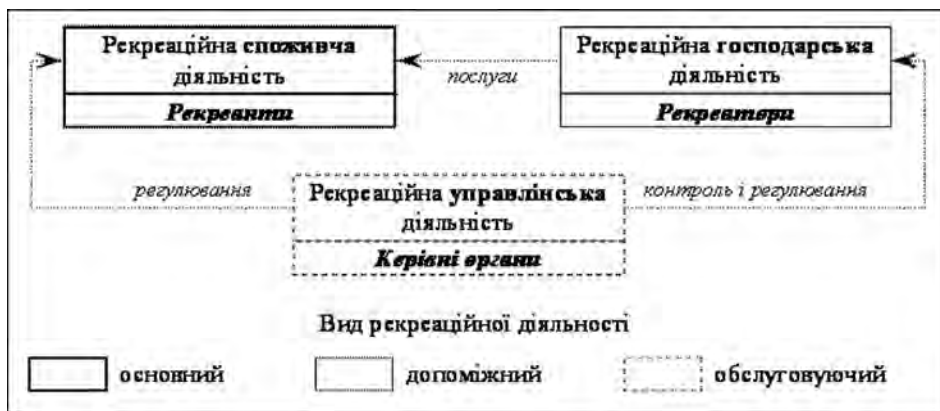 Рекреаційна споживча
діяльність
Рекреанти
послуги
Рекреаційна господарська
діяльність
Рекреатори
регулювання
Рекреаційна управлінська
діяльність
Керівні органи
контроль і регулювання
Вид рекреаційної діяльності
основний
допоміжний
обслуговуючий